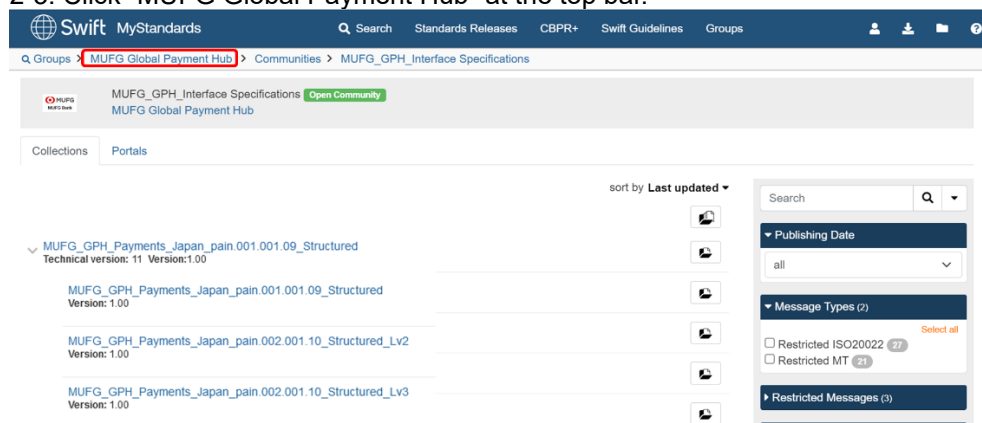 2-3. Click "MUFG Global Payment Hub" at the top bar.
Swift MyStandards Search Standards Releases CBPR+ Swift Guidelines Groups
Groups > MUFG Global Payment Hub > Communities > MUFG_GPH_Interface Specifications
MUFG
MUFG Bank
MUFG_GPH_Interface Specifications Open Community
MUFG Global Payment Hub
Collections Portals
sort by Last updated
Search
Publishing Date
all
MUFG_GPH_Payments_Japan_pain.001.001.09_Structured
Technical version: 11 Version:1.00
MUFG_GPH_Payments_Japan_pain.001.001.09_Structured
Version: 1.00
Message Types (2)
Select all
Restricted ISO20022 27
Restricted MT 21
MUFG_GPH_Payments_Japan_pain.002.001.10_Structured_Lv2
Version: 1.00
MUFG_GPH_Payments_Japan_pain.002.001.10_Structured_Lv3
Version: 1.00
Restricted Messages (3)